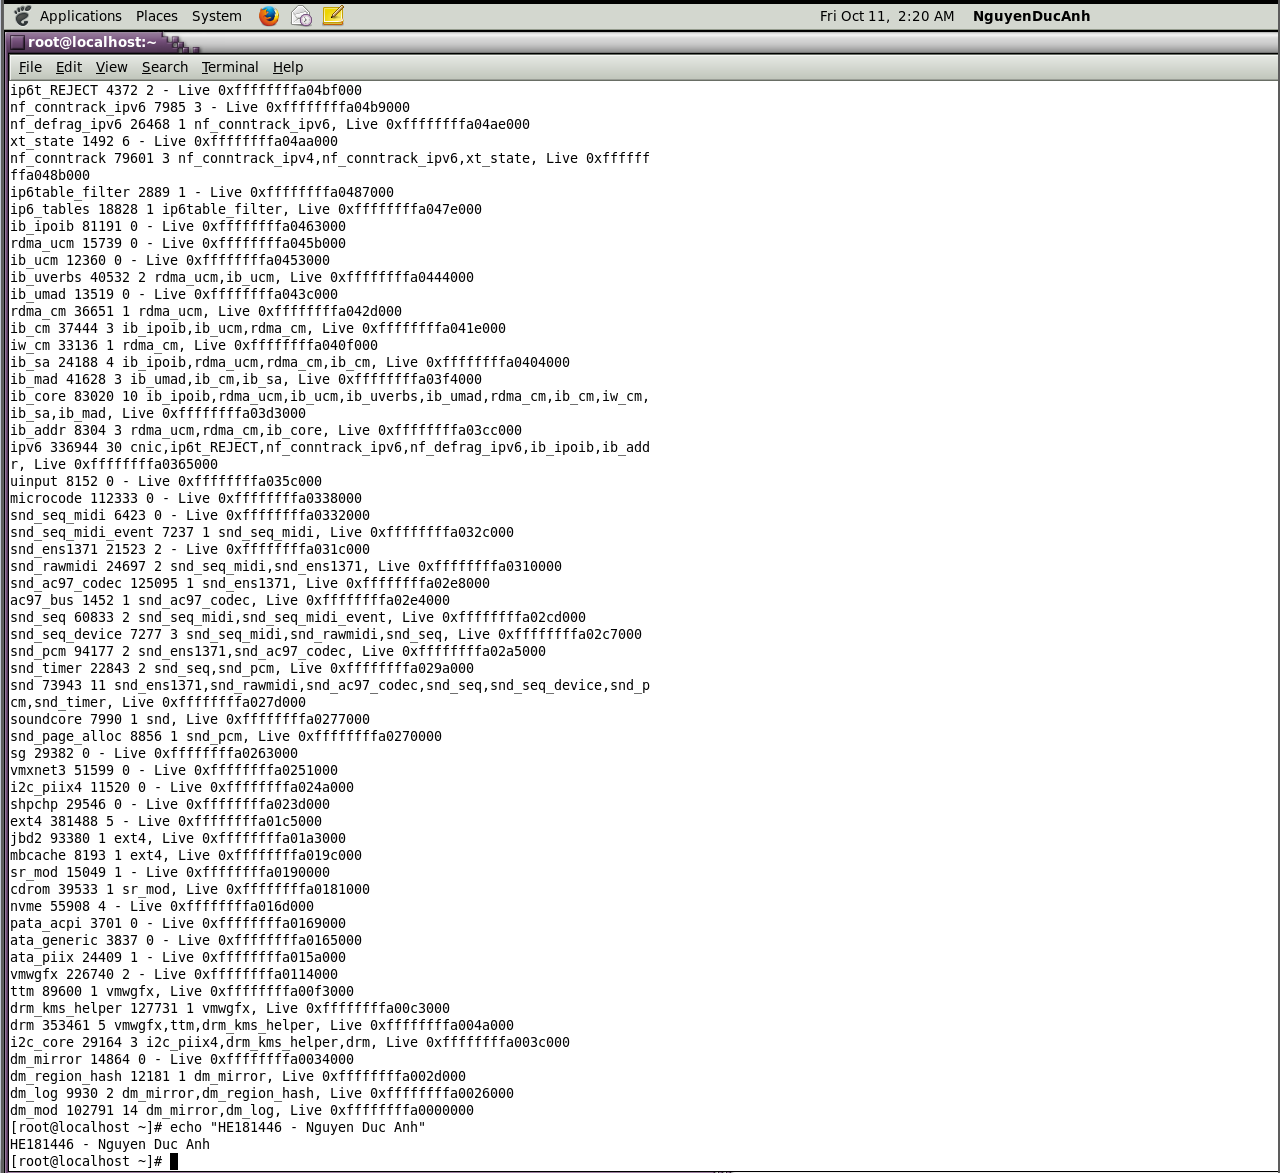 Applications Places System Fri Oct 11, 2:20 AM NguyenDucAnh
root@localhost:~
File Edit View Search Terminal Help
ip6t_REJECT 4372 2 - Live 0xffffffffa04bf000
nf_conntrack_ipv6 7985 3 - Live 0xffffffffa04b9000
nf_defrag_ipv6 26468 1 nf_conntrack_ipv6, Live 0xffffffffa04ae000
xt_state 1492 6 - Live 0xffffffffa04aa000
nf_conntrack 79601 3 nf_conntrack_ipv4,nf_conntrack_ipv6,xt_state, Live 0xffffff
ffa048b000
ip6table_filter 2889 1 - Live 0xffffffffa0487000
ip6_tables 18828 1 ip6table_filter, Live 0xffffffffa047e000
ib_ipoib 81191 0 - Live 0xffffffffa0463000
rdma_ucm 15739 0 - Live 0xffffffffa045b000
ib_ucm 12360 0 - Live 0xffffffffa0453000
ib_uverbs 40532 2 rdma_ucm,ib_ucm, Live 0xffffffffa0444000
ib_umad 13519 0 - Live 0xffffffffa043c000
rdma_cm 36651 1 rdma_ucm, Live 0xffffffffa042d000
ib_cm 37444 3 ib_ipoib,ib_ucm,rdma_cm, Live 0xffffffffa041e000
iw_cm 33136 1 rdma_cm, Live 0xffffffffa040f000
ib_sa 24188 4 ib_ipoib,rdma_ucm,rdma_cm,ib_cm, Live 0xffffffffa0404000
ib_mad 41628 3 ib_umad,ib_cm,ib_sa, Live 0xffffffffa03f4000
ib_core 83020 10 ib_ipoib,rdma_ucm,ib_ucm,ib_uverbs,ib_umad,rdma_cm,ib_cm,iw_cm,
ib_sa,ib_mad, Live 0xffffffffa03d3000
ib_addr 8304 3 rdma_ucm,rdma_cm,ib_core, Live 0xffffffffa03cc000
ipv6 336944 30 cnic,ip6t_REJECT,nf_conntrack_ipv6,nf_defrag_ipv6,ib_ipoib,ib_add
r, Live 0xffffffffa0365000
uinput 8152 0 - Live 0xffffffffa035c000
microcode 112333 0 - Live 0xffffffffa0338000
snd_seq_midi 6423 0 - Live 0xffffffffa0332000
snd_seq_midi_event 7237 1 snd_seq_midi, Live 0xffffffffa032c000
snd_ens1371 21523 2 - Live 0xffffffffa031c000
snd_rawmidi 24697 2 snd_seq_midi,snd_ens1371, Live 0xffffffffa0310000
snd_ac97_codec 125095 1 snd_ens1371, Live 0xffffffffa02e8000
ac97_bus 1452 1 snd_ac97_codec, Live 0xffffffffa02e4000
snd_seq 60833 2 snd_seq_midi,snd_seq_midi_event, Live 0xffffffffa02cd000
snd_seq_device 7277 3 snd_seq_midi,snd_rawmidi,snd_seq, Live 0xffffffffa02c7000
snd_pcm 94177 2 snd_ens1371,snd_ac97_codec, Live 0xffffffffa02a5000
snd_timer 22843 2 snd_seq,snd_pcm, Live 0xffffffffa029a000
snd 73943 11 snd_ens1371,snd_rawmidi,snd_ac97_codec,snd_seq,snd_seq_device,snd_p
cm,snd_timer, Live 0xffffffffa027d000
soundcore 7990 1 snd, Live 0xffffffffa0277000
snd_page_alloc 8856 1 snd_pcm, Live 0xffffffffa0270000
sg 29382 0 - Live 0xffffffffa0263000
vmxnet3 51599 0 - Live 0xffffffffa0251000
i2c_piix4 11520 0 - Live 0xffffffffa024a000
shpchp 29546 0 - Live 0xffffffffa023d000
ext4 381488 5 - Live 0xffffffffa01c5000
jbd2 93380 1 ext4, Live 0xffffffffa01a3000
mbcache 8193 1 ext4, Live 0xffffffffa019c000
sr_mod 15049 1 - Live 0xffffffffa0190000
cdrom 39533 1 sr_mod, Live 0xffffffffa0181000
nvme 55908 4 - Live 0xffffffffa016d000
pata_acpi 3701 0 - Live 0xffffffffa0169000
ata_generic 3837 0 - Live 0xffffffffa0165000
ata_piix 24409 1 - Live 0xffffffffa015a000
vmwgfx 226740 2 - Live 0xffffffffa0114000
ttm 89600 1 vmwgfx, Live 0xffffffffa00f3000
drm_kms_helper 127731 1 vmwgfx, Live 0xffffffffa00c3000
drm 353461 5 vmwgfx,ttm,drm_kms_helper, Live 0xffffffffa004a000
i2c_core 29164 3 i2c_piix4,drm_kms_helper,drm, Live 0xffffffffa003c000
dm_mirror 14864 0 - Live 0xffffffffa0034000
dm_region_hash 12181 1 dm_mirror, Live 0xffffffffa002d000
dm_log 9930 2 dm_mirror,dm_region_hash, Live 0xffffffffa0026000
dm_mod 102791 14 dm_mirror,dm_log, Live 0xffffffffa0000000
[root@localhost ~]# echo "HE181446 - Nguyen Duc Anh"
HE181446 - Nguyen Duc Anh
[root@localhost ~]#